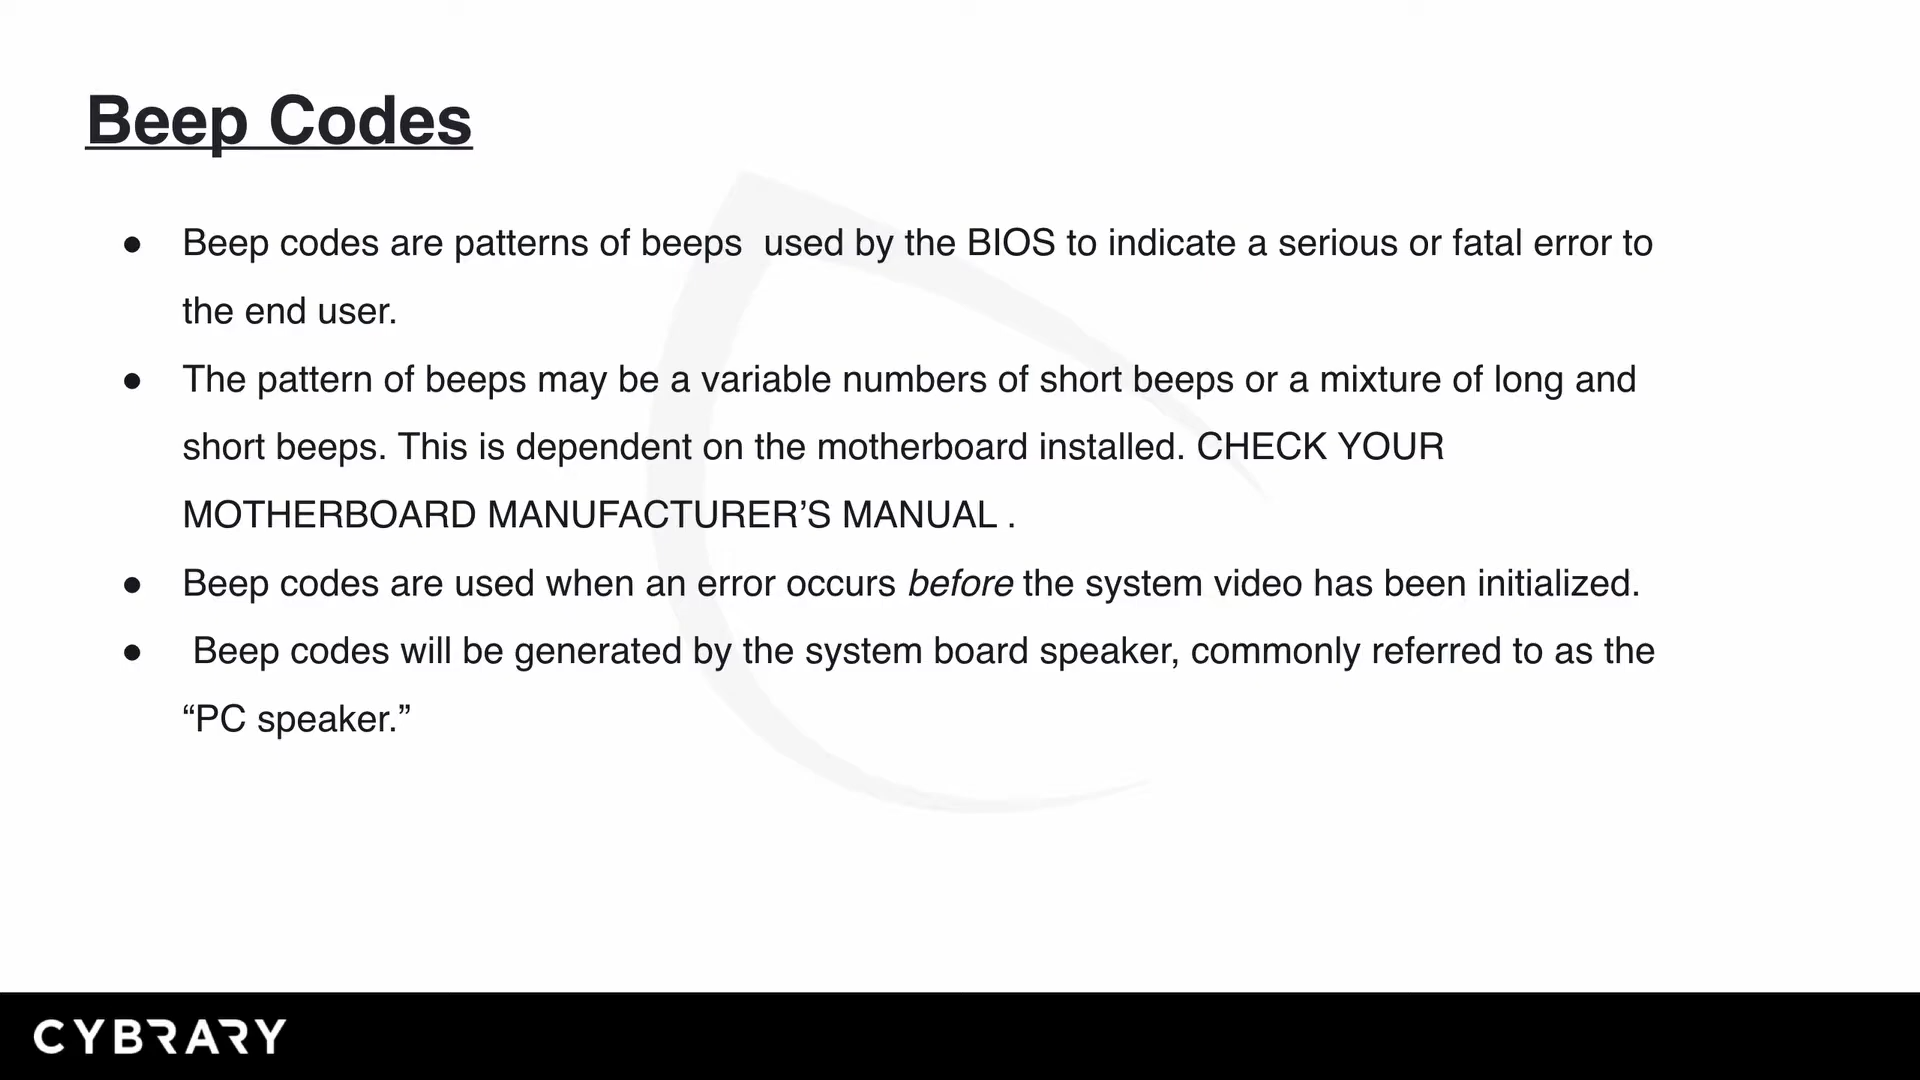 Beep Codes
● Beep codes are patterns of beeps  used by the BIOS to indicate a serious or fatal error to
the end user.
● The pattern of beeps may be a variable numbers of short beeps or a mixture of long and
short beeps. This is dependent on the motherboard installed. CHECK YOUR
MOTHERBOARD MANUFACTURER’S MANUAL .
● Beep codes are used when an error occurs before the system video has been initialized.
●  Beep codes will be generated by the system board speaker, commonly referred to as the
“PC speaker.”
CYBRARY